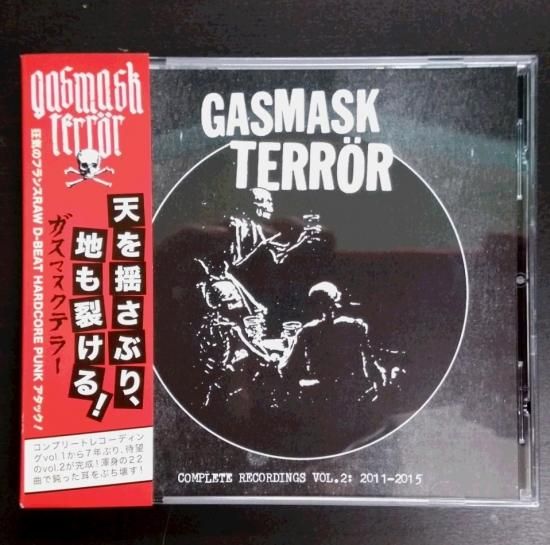 gasmask
terrör
狂気のフランスRAW D-BEAT HARDCORE PUNK アタック!
ガスマスクテラー
天を揺さぶり、
地も裂ける!
コンプリートレコーディン
グvol.1から7年ぶり、待望
のvol.2が完成!渾身の22
曲で鈍った耳をぶち壊す!
GASMASK
TERRÖR
COMPLETE RECORDINGS VOL.2: 2011-2015